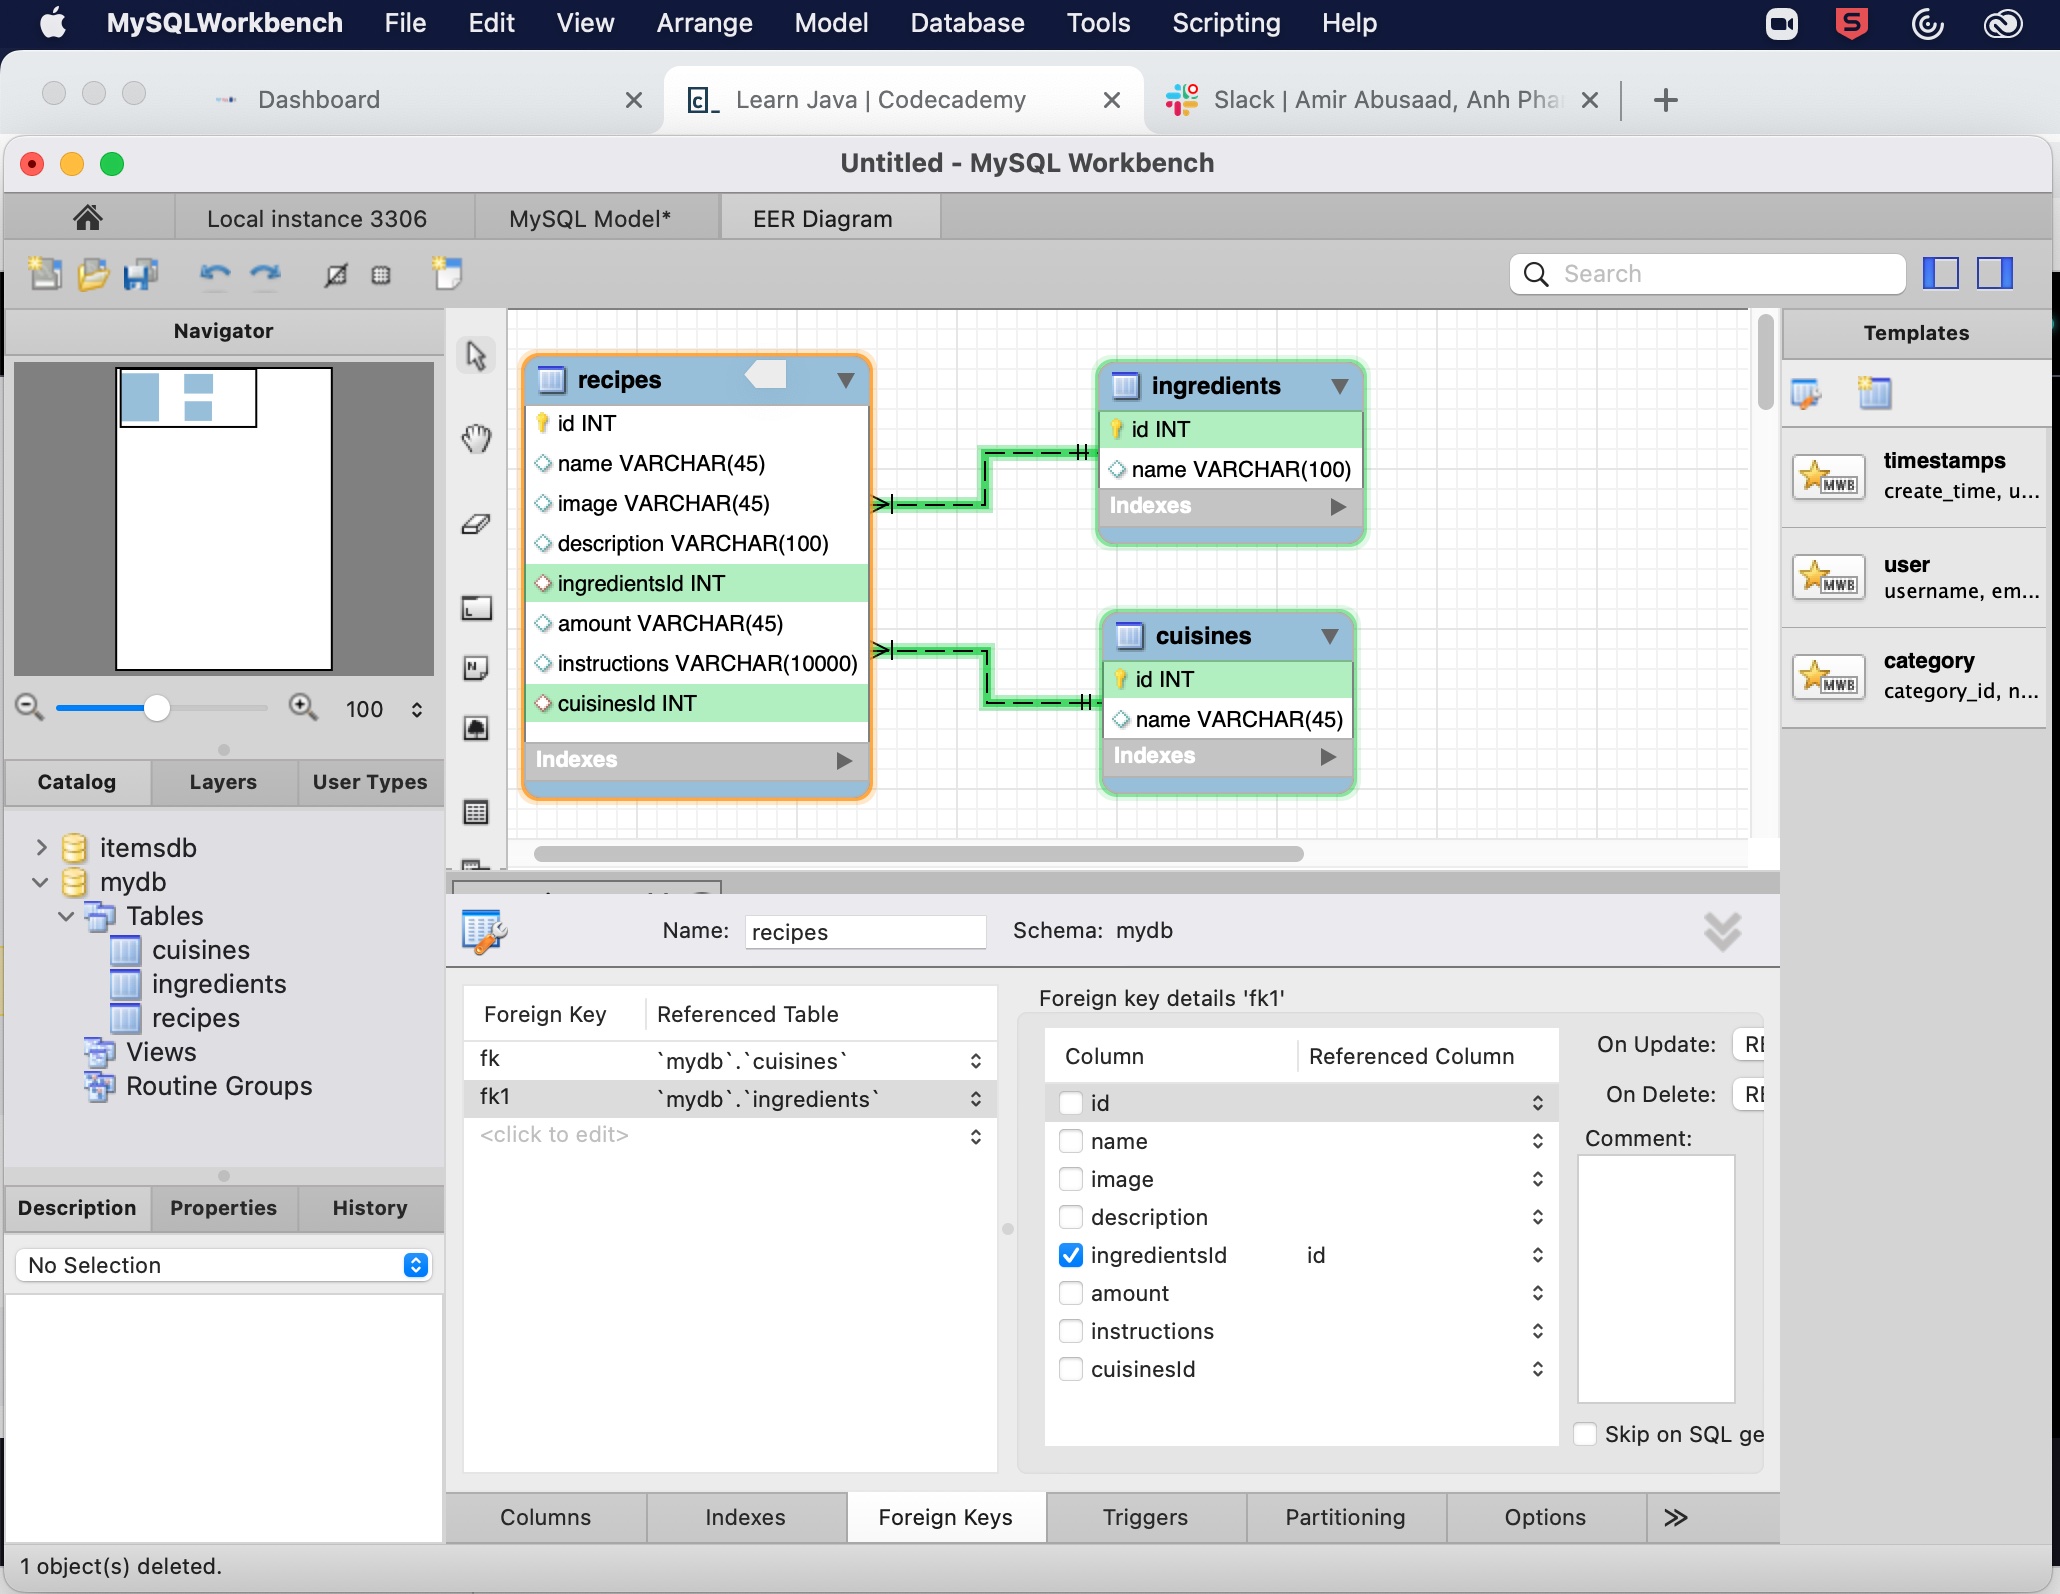 MySQLWorkbench File Edit View Arrange Model Database Tools Scripting Help
Dashboard
Learn Java | Codecademy
Slack | Amir Abusaad, Anh Pha
Untitled - MySQL Workbench
Local instance 3306
MySQL Model*
EER Diagram
Search
Navigator
100
Catalog
Layers
User Types
itemsdb
mydb
Tables
cuisines
ingredients
recipes
Views
Routine Groups
Description
Properties
History
No Selection
recipes
id INT
name VARCHAR(45)
image VARCHAR(45)
description VARCHAR(100)
ingredientsId INT
amount VARCHAR(45)
instructions VARCHAR(10000)
cuisinesId INT
Indexes
ingredients
id INT
name VARCHAR(100)
Indexes
cuisines
id INT
name VARCHAR(45)
Indexes
Templates
MWB
timestamps
create_time, u...
MWB
user
username, em...
MWB
category
category_id, n...
Name: recipes Schema: mydb
Foreign Key Referenced Table
fk `mydb`.`cuisines`
fk1 `mydb`.`ingredients`
<click to edit>
Foreign key details 'fk1'
Column Referenced Column
id
name
image
description
ingredientsId id
amount
instructions
cuisinesId
On Update: RE
On Delete: RE
Comment:
Skip on SQL ge
Columns
Indexes
Foreign Keys
Triggers
Partitioning
Options
1 object(s) deleted.